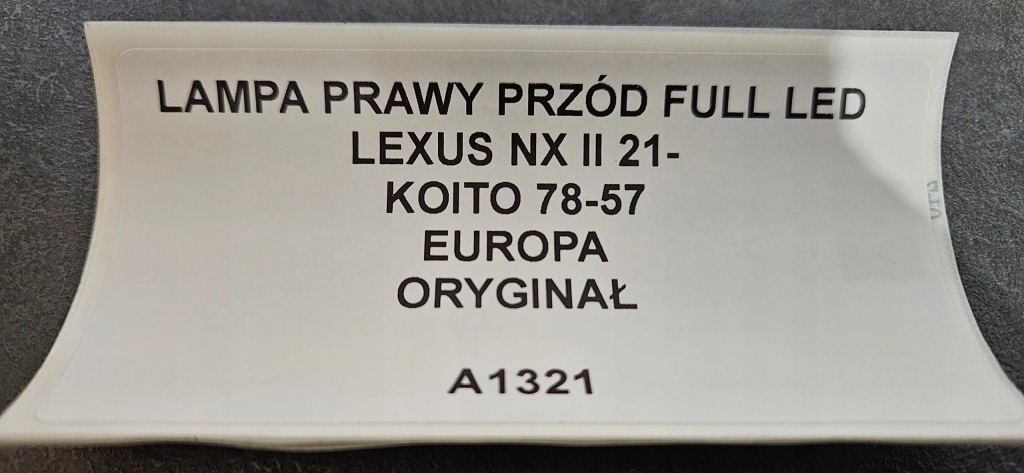 LAMPA PRAWY PRZÓD FULL LED
LEXUS NX II 21-
KOITO 78-57
EUROPA
ORYGINAŁ
A1321